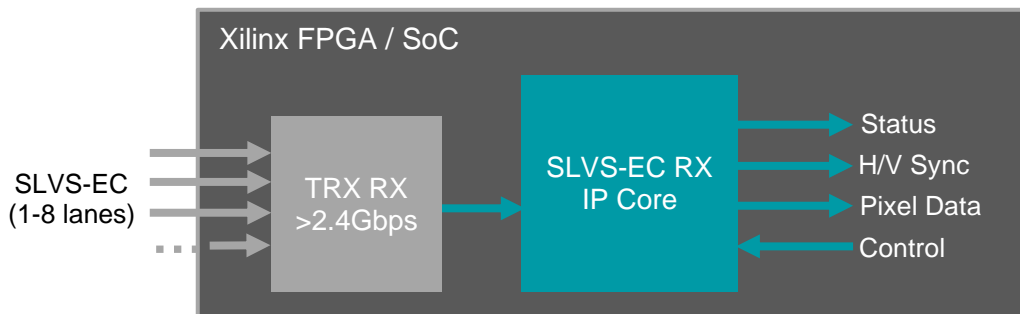 Xilinx FPGA / SoC
SLVS-EC
(1-8 lanes)
TRX RX
>2.4Gbps
SLVS-EC RX
IP Core
Status
H/V Sync
Pixel Data
Control